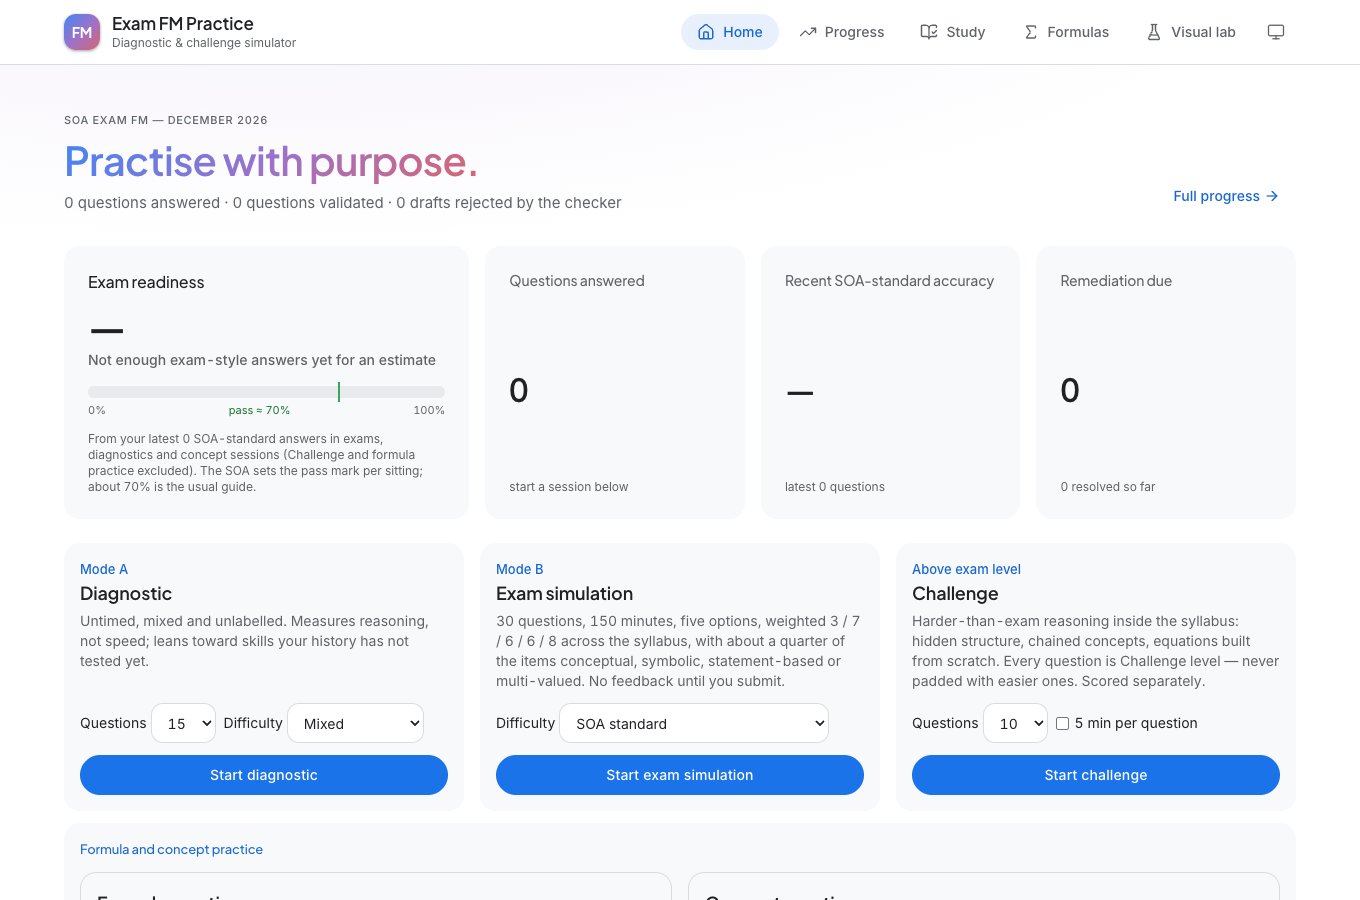 FM
Exam FM Practice
Diagnostic & challenge simulator
Home
Progress
Study
Formulas
Visual lab
SOA EXAM FM — DECEMBER 2026
Practise with purpose.
0 questions answered · 0 questions validated · 0 drafts rejected by the checker
Full progress →
Exam readiness
—
Not enough exam-style answers yet for an estimate
0%
pass ≈ 70%
100%
From your latest 0 SOA-standard answers in exams,
diagnostics and concept sessions (Challenge and formula
practice excluded). The SOA sets the pass mark per sitting;
about 70% is the usual guide.
Questions answered
0
start a session below
Recent SOA-standard accuracy
—
latest 0 questions
Remediation due
0
0 resolved so far
Mode A
Diagnostic
Untimed, mixed and unlabelled. Measures reasoning,
not speed; leans toward skills your history has not
tested yet.
Questions 15 Difficulty Mixed
Start diagnostic
Mode B
Exam simulation
30 questions, 150 minutes, five options, weighted 3 / 7
/ 6 / 6 / 8 across the syllabus, with about a quarter of
the items conceptual, symbolic, statement-based or
multi-valued. No feedback until you submit.
Difficulty SOA standard
Start exam simulation
Above exam level
Challenge
Harder-than-exam reasoning inside the syllabus:
hidden structure, chained concepts, equations built
from scratch. Every question is Challenge level — never
padded with easier ones. Scored separately.
Questions 10 5 min per question
Start challenge
Formula and concept practice